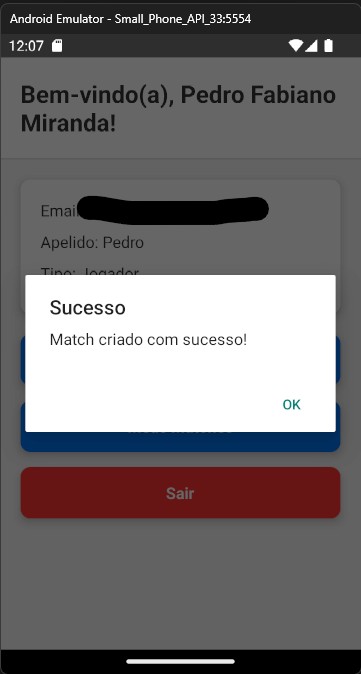 Android Emulator - Small_Phone_API_33:5554
12:07
Bem-vindo(a), Pedro Fabiano
Miranda!
Email
Apelido: Pedro
Tipo: Jogador
Sucesso
Match criado com sucesso!
OK
Sair